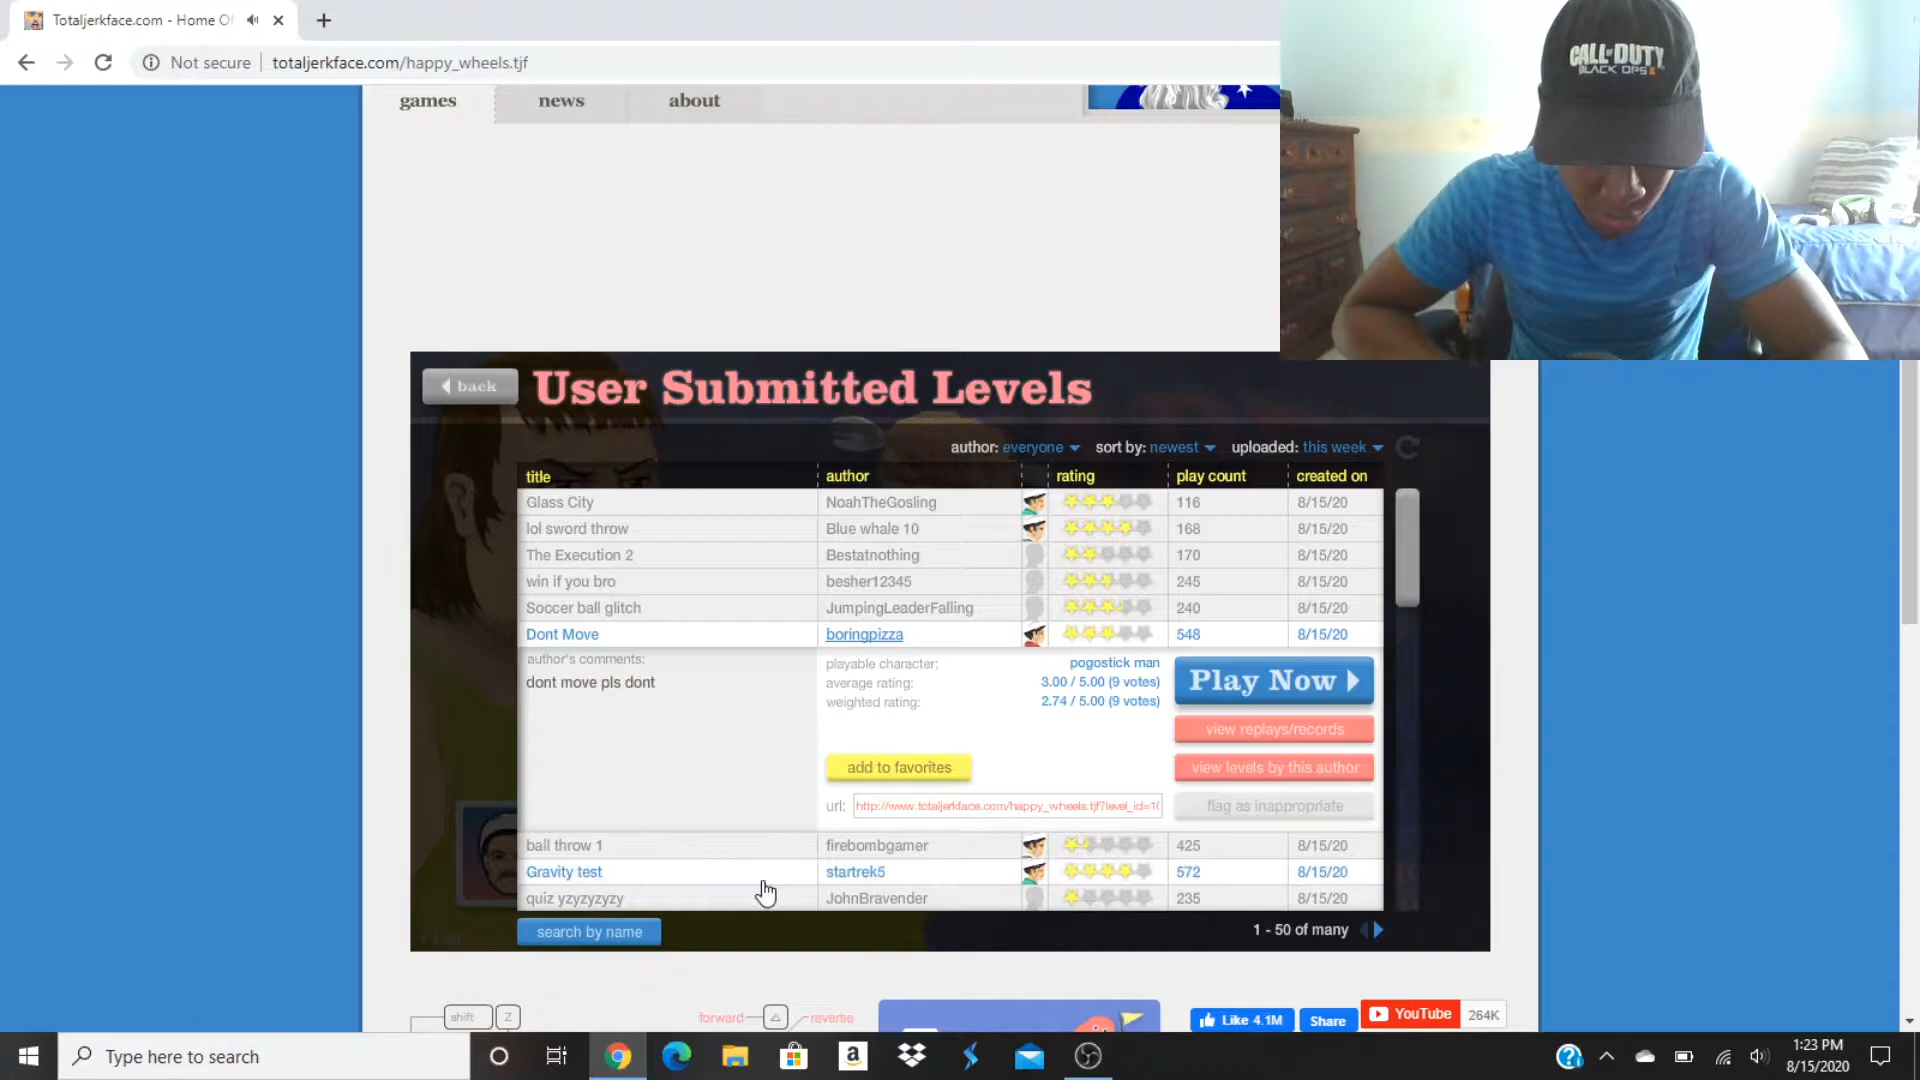 Totaljerkface.com - Home Of
Not secure totaljerkface.com/happy_wheels.tjf
CALL OF DUTY
BLACK OPS II
games news about
back User Submitted Levels
author: everyone sort by: newest uploaded: this week
title author rating play count created on
Glass City NoahTheGosling 116 8/15/20
lol sword throw Blue whale 10 168 8/15/20
The Execution 2 Bestatnothing 170 8/15/20
win if you bro besher12345 245 8/15/20
Soccer ball glitch JumpingLeaderFalling 240 8/15/20
Dont Move boringpizza 548 8/15/20
author's comments: playable character: pogostick man
dont move pls dont average rating: 3.00 / 5.00 (9 votes) Play Now
weighted rating: 2.74 / 5.00 (9 votes)
view replays/records
add to favorites view levels by this author
url: http://www.totaljerkface.com/happy_wheels.tjf?level_id=1( flag as inappropriate
ball throw 1 firebombgamer 425 8/15/20
Gravity test startrek5 572 8/15/20
quiz yzyzyzyzy JohnBravender 235 8/15/20
search by name 1 - 50 of many
shift Z forward reverse Like 4.1M Share YouTube 264K
Type here to search 1:23 PM
8/15/2020